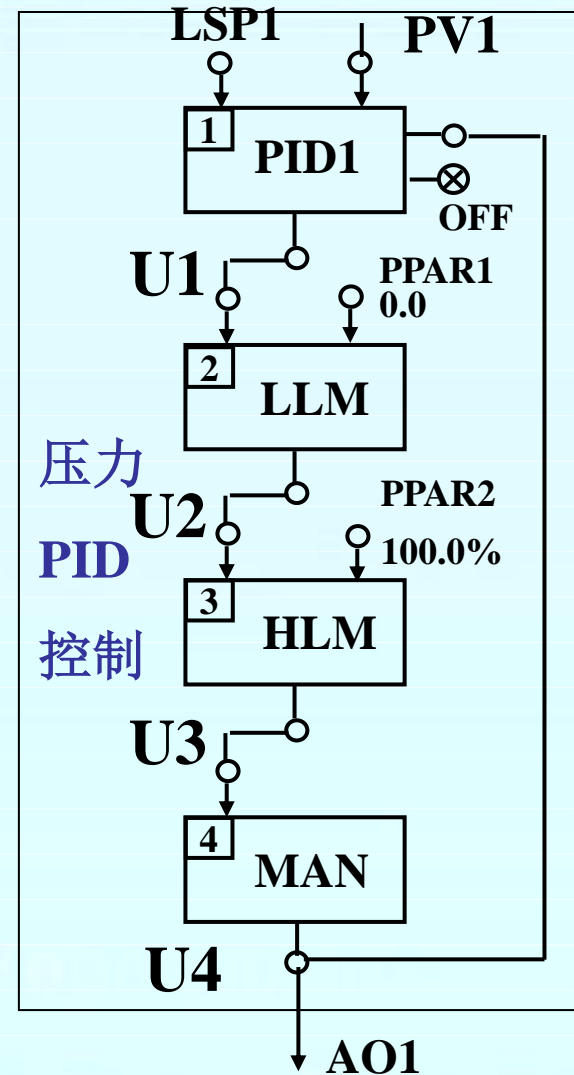 LSP1
PV1
1
PID1
OFF
U1
PPAR1
0.0
2
LLM
压力
PID
控制
U2
PPAR2
100.0%
3
HLM
U3
4
MAN
U4
AO1